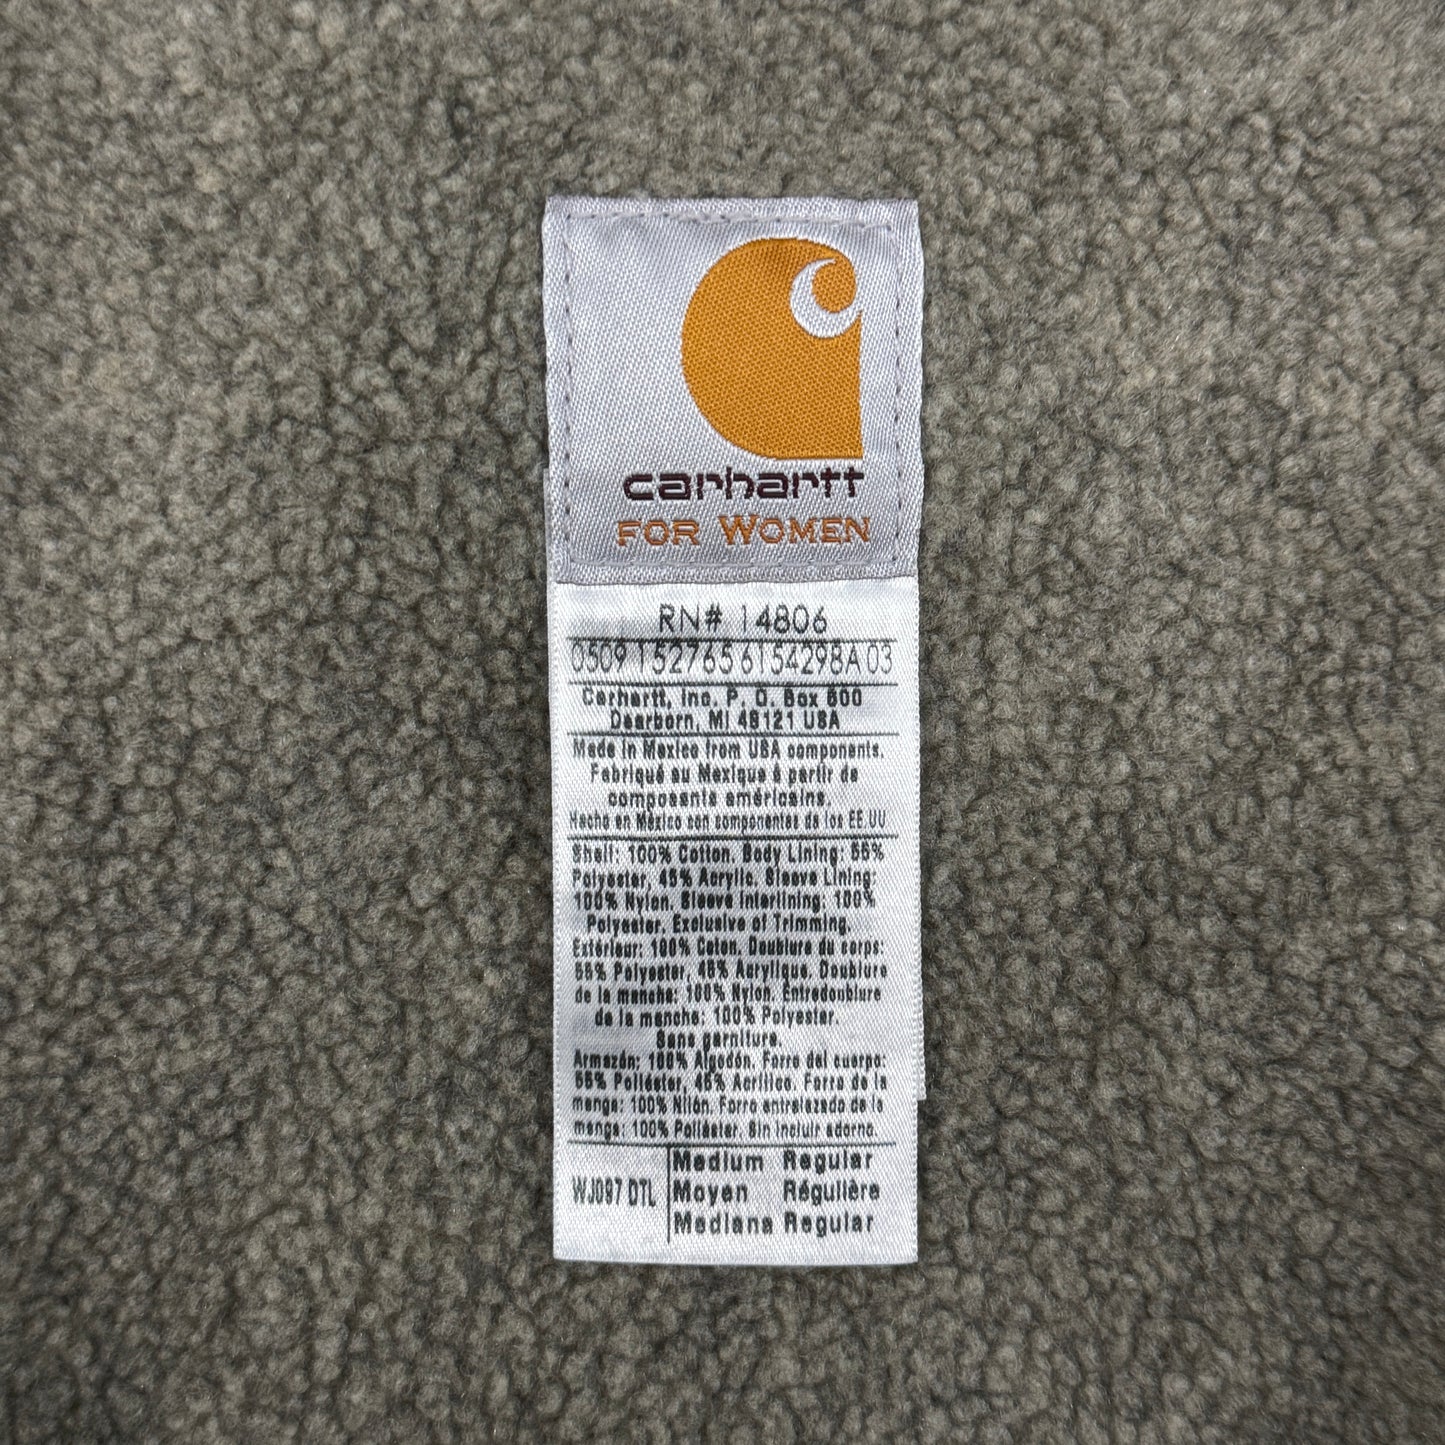 carhartt
FOR WOMEN
RN# 14806
0509 152765 6154298A 03
Carhartt, Inc. P. O. Box 600
Dearborn, MI 48121 USA
Made in Mexico from USA components.
Fabriqué au Mexique à partir de
composants américains.
Hecho en México con componentes de los EE.UU
Shell: 100% Cotton. Body Lining: 55%
Polyester, 45% Acrylic. Sleeve Lining:
100% Nylon. Sleeve Interlining: 100%
Polyester. Exclusive of Trimming.
Extérieur: 100% Coton. Doublure du corps:
55% Polyester, 45% Acrylique. Doublure
de la manche: 100% Nylon. Entredoublure
de la manche: 100% Polyester.
Sans garniture.
Armazón: 100% Algodón. Forro del cuerpo:
55% Poliéster, 45% Acrílico. Forro de la
manga: 100% Nilón. Forro entrelazado de la
manga: 100% Poliéster. Sin incluir adorno.
WJ097 DTL
Medium Regular
Moyen Régulière
Mediana Regular